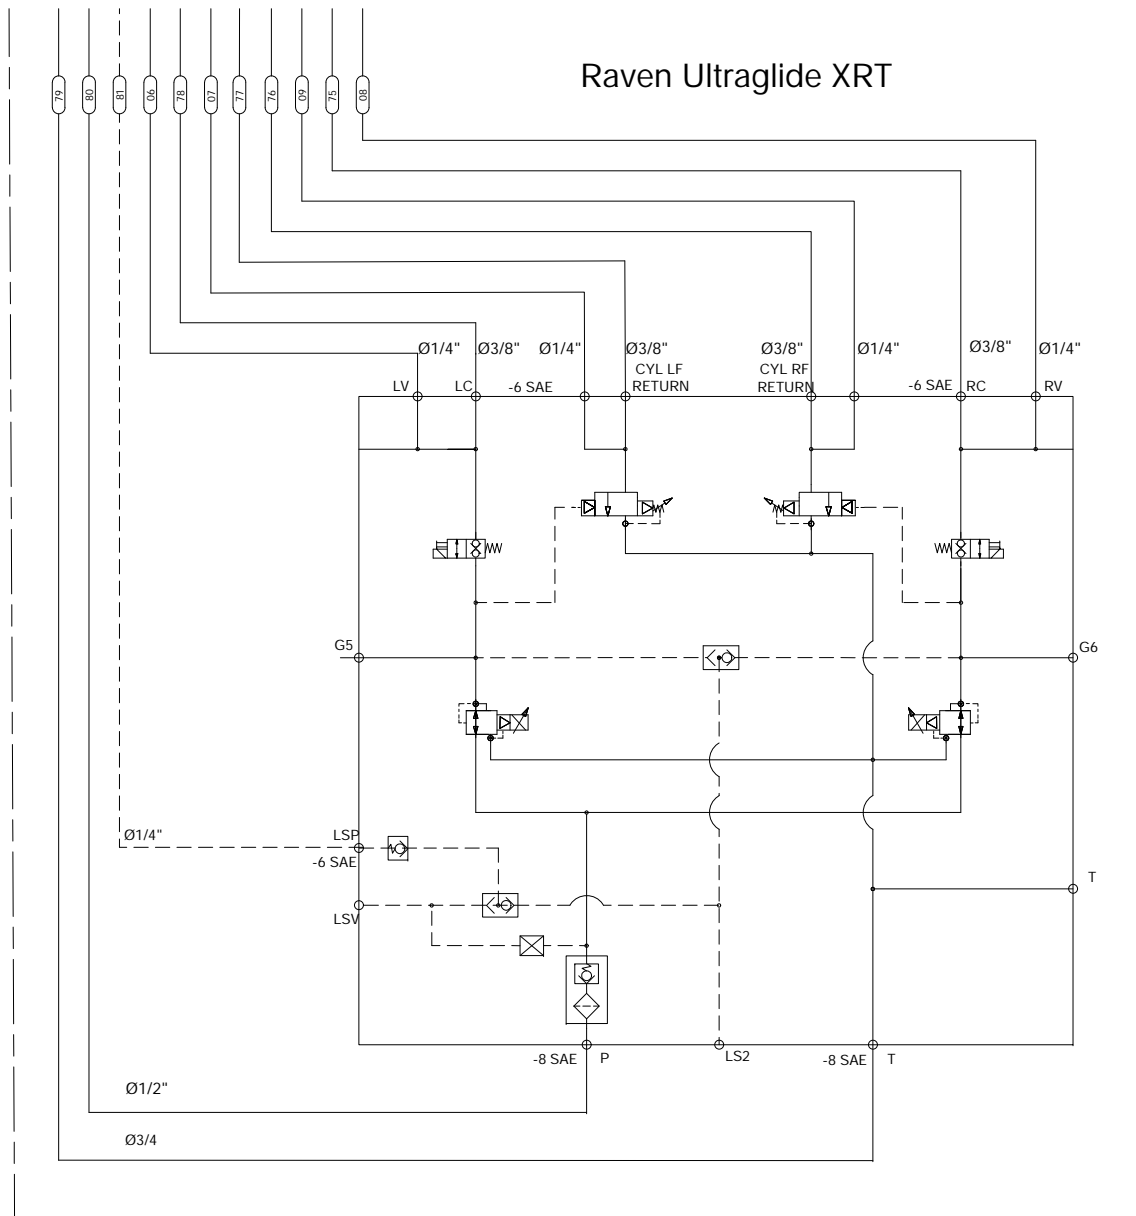 Raven Ultraglide XRT
79
80
81
06
78
07
77
76
09
75
08
Ø1/4" Ø3/8" Ø1/4" Ø3/8" Ø3/8" Ø1/4" Ø3/8" Ø1/4"
CYL LF
RETURN
CYL RF
RETURN
LV LC -6 SAE -6 SAE RC RV
G5
G6
Ø1/4"
LSP
-6 SAE
T
LSV
-8 SAE P LS2 -8 SAE T
Ø1/2"
Ø3/4